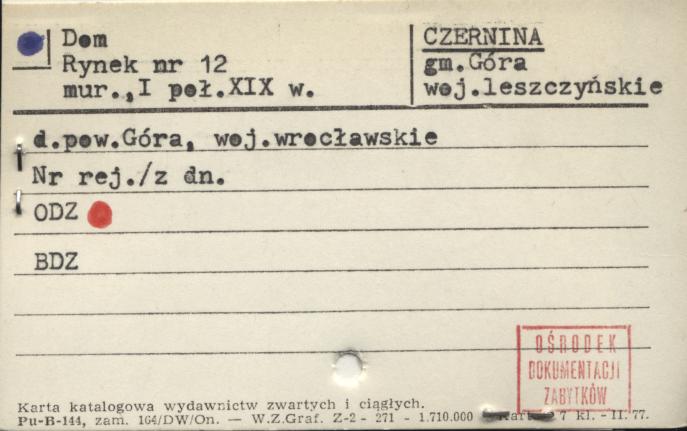 Dom
Rynek nr 12
mur., I poł.XIX w.
CZERNINA
gm.Góra
woj.leszczyńskie
d.pow.Góra, woj.wrocławskie
Nr rej./z dn.
ODZ
BDZ
OŚRODEK
DOKUMENTACJI
ZABYTKÓW
Karta katalogowa wydawnictw zwartych i ciągłych.
Pu-B-144, zam. 164/DW/On. — W.Z.Graf. Z-2 - 271 - 1.710.000 7 kl. - II. 77.